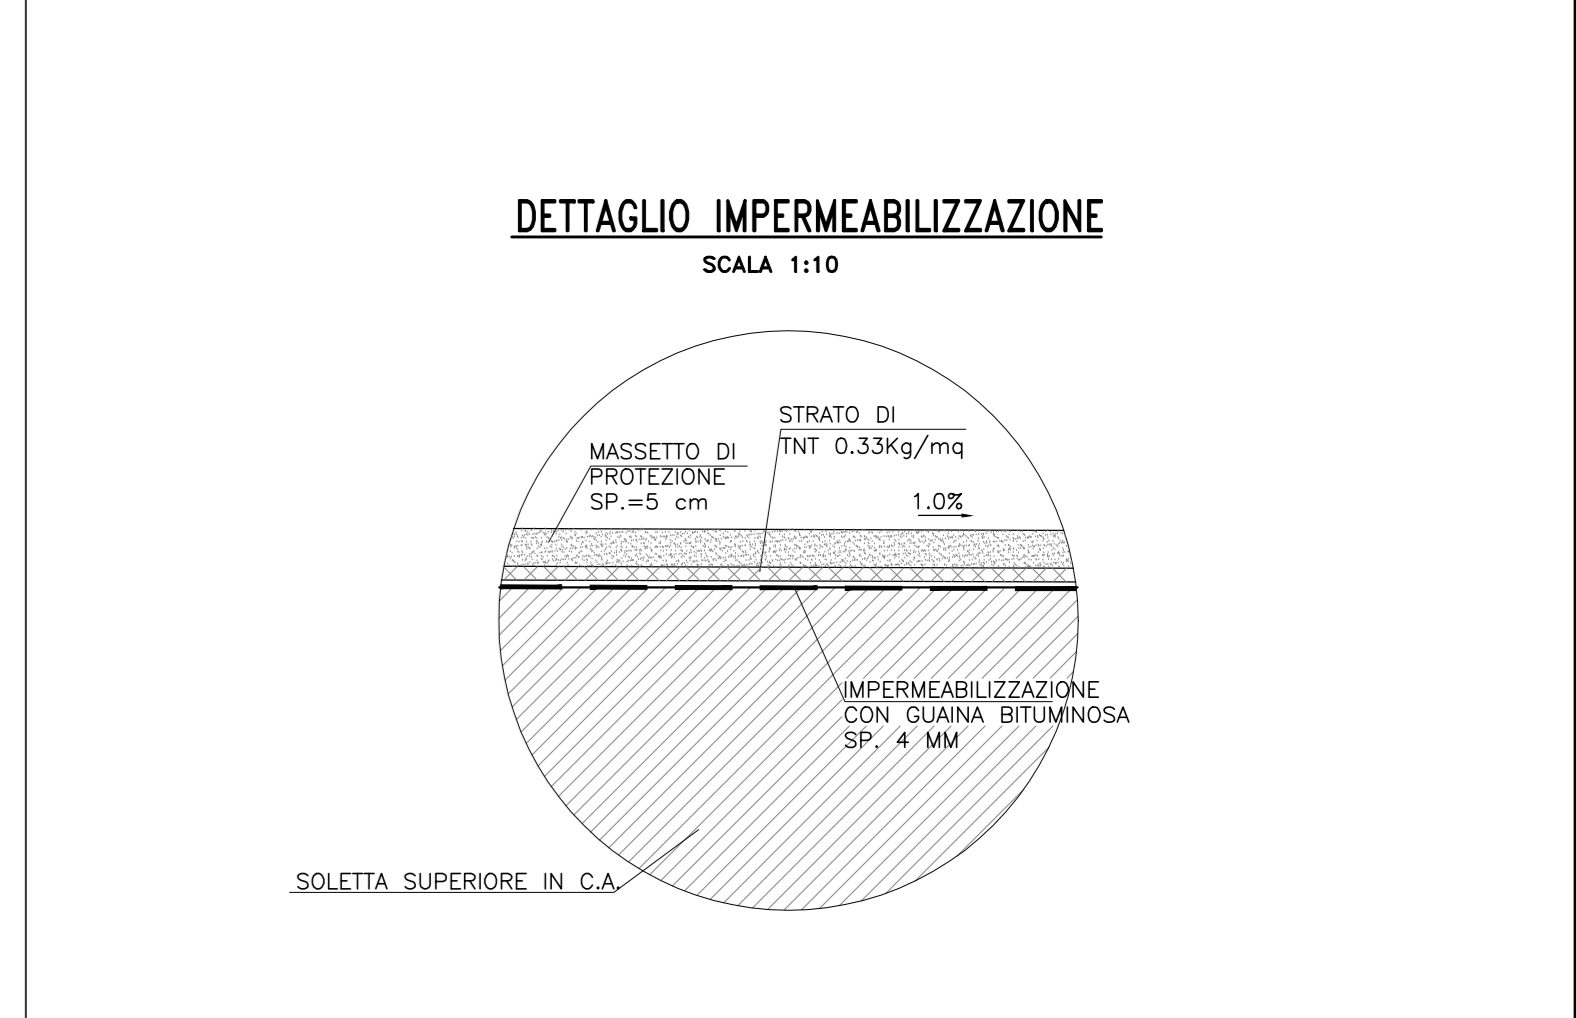 DETTAGLIO IMPERMEABILIZZAZIONE
SCALA 1:10
STRATO DI
TNT 0.33Kg/mq
MASSETTO DI
PROTEZIONE
SP.=5 cm
1.0%
IMPERMEABILIZZAZIONE
CON GUAINA BITUMINOSA
SP. 4 MM
SOLETTA SUPERIORE IN C.A.